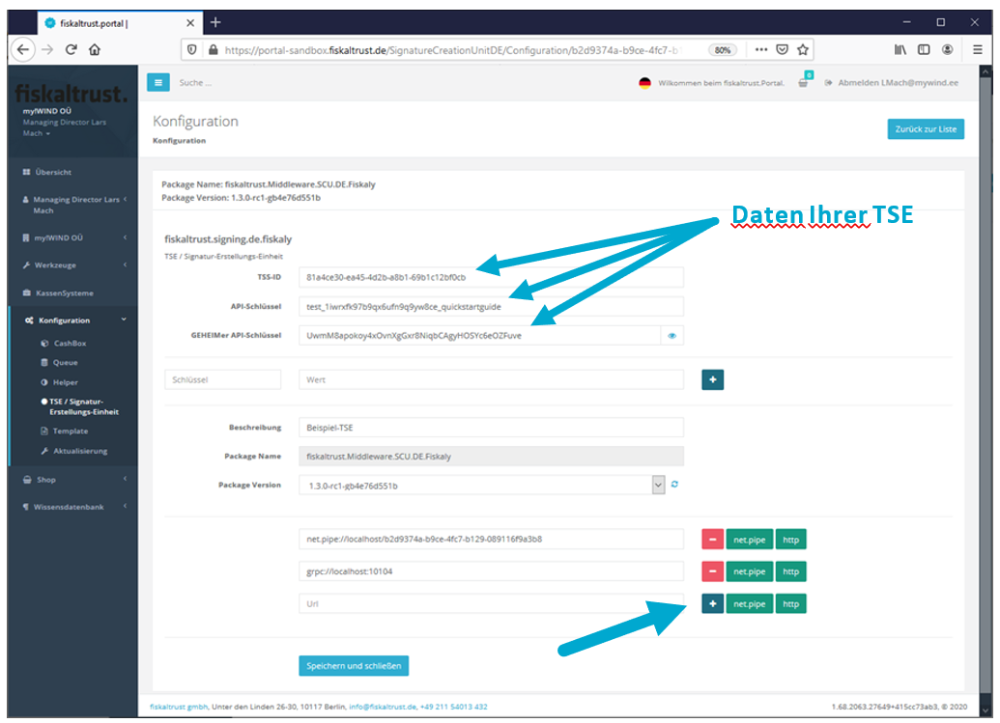 fiskaltrust.portal |
https://portal-sandbox.fiskaltrust.de/SignatureCreationUnitDE/Configuration/b2d9374a-b9ce-4fc7-b1
80%
fiskaltrust.
Suche ...
Willkommen beim fiskaltrust.Portal.
0
Abmelden LMach@mywind.ee
my!WIND OÜ
Managing Director Lars
Mach
Konfiguration
Konfiguration
Zurück zur Liste
Übersicht
Managing Director Lars
Mach
my!WIND OÜ
Werkzeuge
KassenSysteme
Konfiguration
CashBox
Queue
Helper
TSE / Signatur-
Erstellungs-Einheit
Template
Aktualisierung
Shop
Wissensdatenbank
Package Name: fiskaltrust.Middleware.SCU.DE.Fiskaly
Package Version: 1.3.0-rc1-gb4e76d551b
Daten Ihrer TSE
fiskaltrust.signing.de.fiskaly
TSE / Signatur-Erstellungs-Einheit
TSS-ID 81a4ce30-ea45-4d2b-a8b1-69b1c12bf0cb
API-Schlüssel test_1iwrxfk97b9qx6ufn9q9yw8ce_quickstartguide
GEHEIMer API-Schlüssel UwmM8apokoy4xOvnXgGxr8NiqbCAgyHOSYc6eOZFuve
Schlüssel Wert +
Beschreibung Beispiel-TSE
Package Name fiskaltrust.Middleware.SCU.DE.Fiskaly
Package Version 1.3.0-rc1-gb4e76d551b
net.pipe://localhost/b2d9374a-b9ce-4fc7-b129-089116f9a3b8 - net.pipe http
grpc://localhost:10104 - net.pipe http
Url + net.pipe http
Speichern und schließen
fiskaltrust gmbh, Unter den Linden 26-30, 10117 Berlin, info@fiskaltrust.de, +49 211 54013 432
1.68.2063.27649+415cc73ab3, © 2020